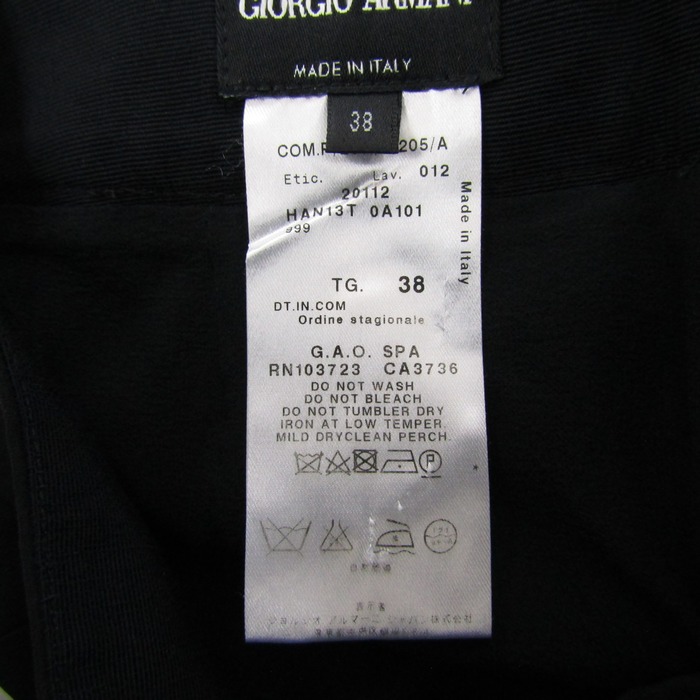 GIORGIO ARMANI
MADE IN ITALY
38
COM. 205/A
Etic. Lav. 012
20112
HAN13T 0A101
999
Made in Italy
TG. 38
DT.IN.COM
Ordine stagionale
G.A.O. SPA
RN103723 CA3736
DO NOT WASH
DO NOT BLEACH
DO NOT TUMBLER DRY
IRON AT LOW TEMPER.
MILD DRYCLEAN PERCH.
P